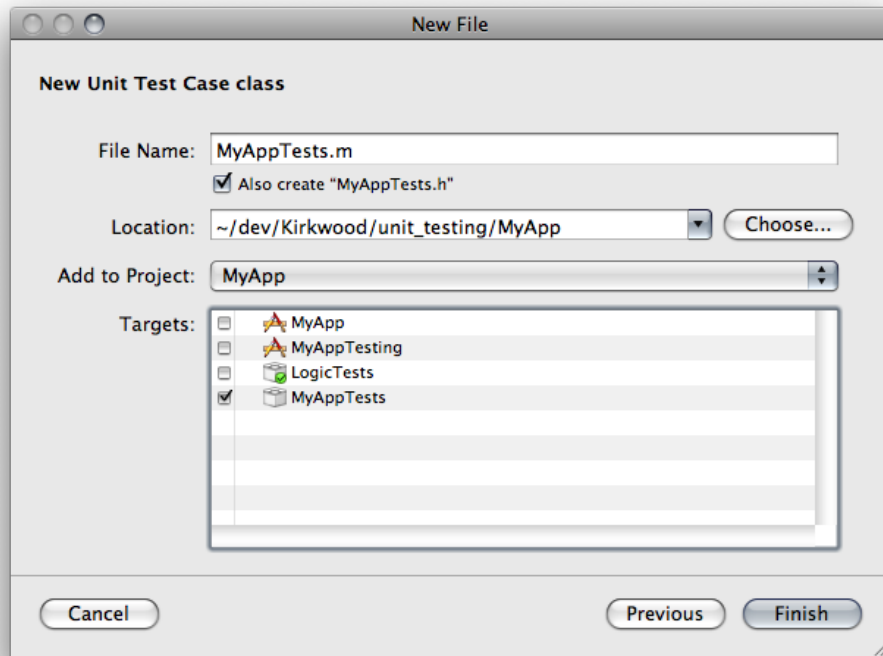 New File
New Unit Test Case class
File Name: MyAppTests.m
Also create "MyAppTests.h"
Location: ~/dev/Kirkwood/unit_testing/MyApp Choose...
Add to Project: MyApp
Targets: MyApp
MyAppTesting
LogicTests
MyAppTests
Cancel Previous Finish